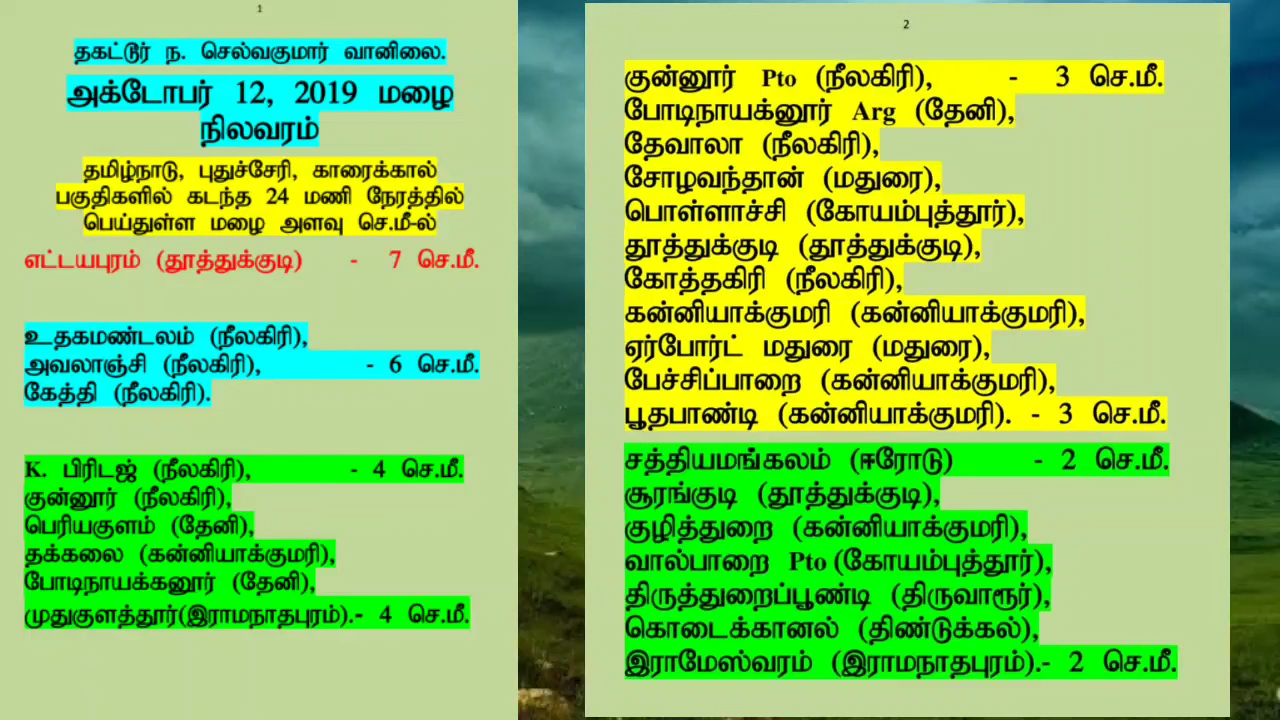 1
தகட்டூர் ந. செல்வகுமார் வானிலை.
அக்டோபர் 12, 2019 மழை
நிலவரம்
தமிழ்நாடு, புதுச்சேரி, காரைக்கால்
பகுதிகளில் கடந்த 24 மணி நேரத்தில்
பெய்துள்ள மழை அளவு செ.மீ-ல்
எட்டயபுரம் (தூத்துக்குடி) - 7 செ.மீ.
உதகமண்டலம் (நீலகிரி),
அவலாஞ்சி (நீலகிரி), - 6 செ.மீ.
கேத்தி (நீலகிரி).
K. பிரிடஜ் (நீலகிரி), - 4 செ.மீ.
குன்னூர் (நீலகிரி),
பெரியகுளம் (தேனி),
தக்கலை (கன்னியாக்குமரி),
போடிநாயக்கனூர் (தேனி),
முதுகுளத்தூர்(இராமநாதபுரம்).- 4 செ.மீ.
2
குன்னூர் Pto (நீலகிரி), - 3 செ.மீ.
போடிநாயக்னூர் Arg (தேனி),
தேவாலா (நீலகிரி),
சோழவந்தான் (மதுரை),
பொள்ளாச்சி (கோயம்புத்தூர்),
தூத்துக்குடி (தூத்துக்குடி),
கோத்தகிரி (நீலகிரி),
கன்னியாக்குமரி (கன்னியாக்குமரி),
ஏர்போர்ட் மதுரை (மதுரை),
பேச்சிப்பாறை (கன்னியாக்குமரி),
பூதபாண்டி (கன்னியாக்குமரி). - 3 செ.மீ.
சத்தியமங்கலம் (ஈரோடு) - 2 செ.மீ.
சூரங்குடி (தூத்துக்குடி),
குழித்துறை (கன்னியாக்குமரி),
வால்பாறை Pto (கோயம்புத்தூர்),
திருத்துறைப்பூண்டி (திருவாரூர்),
கொடைக்கானல் (திண்டுக்கல்),
இராமேஸ்வரம் (இராமநாதபுரம்).- 2 செ.மீ.